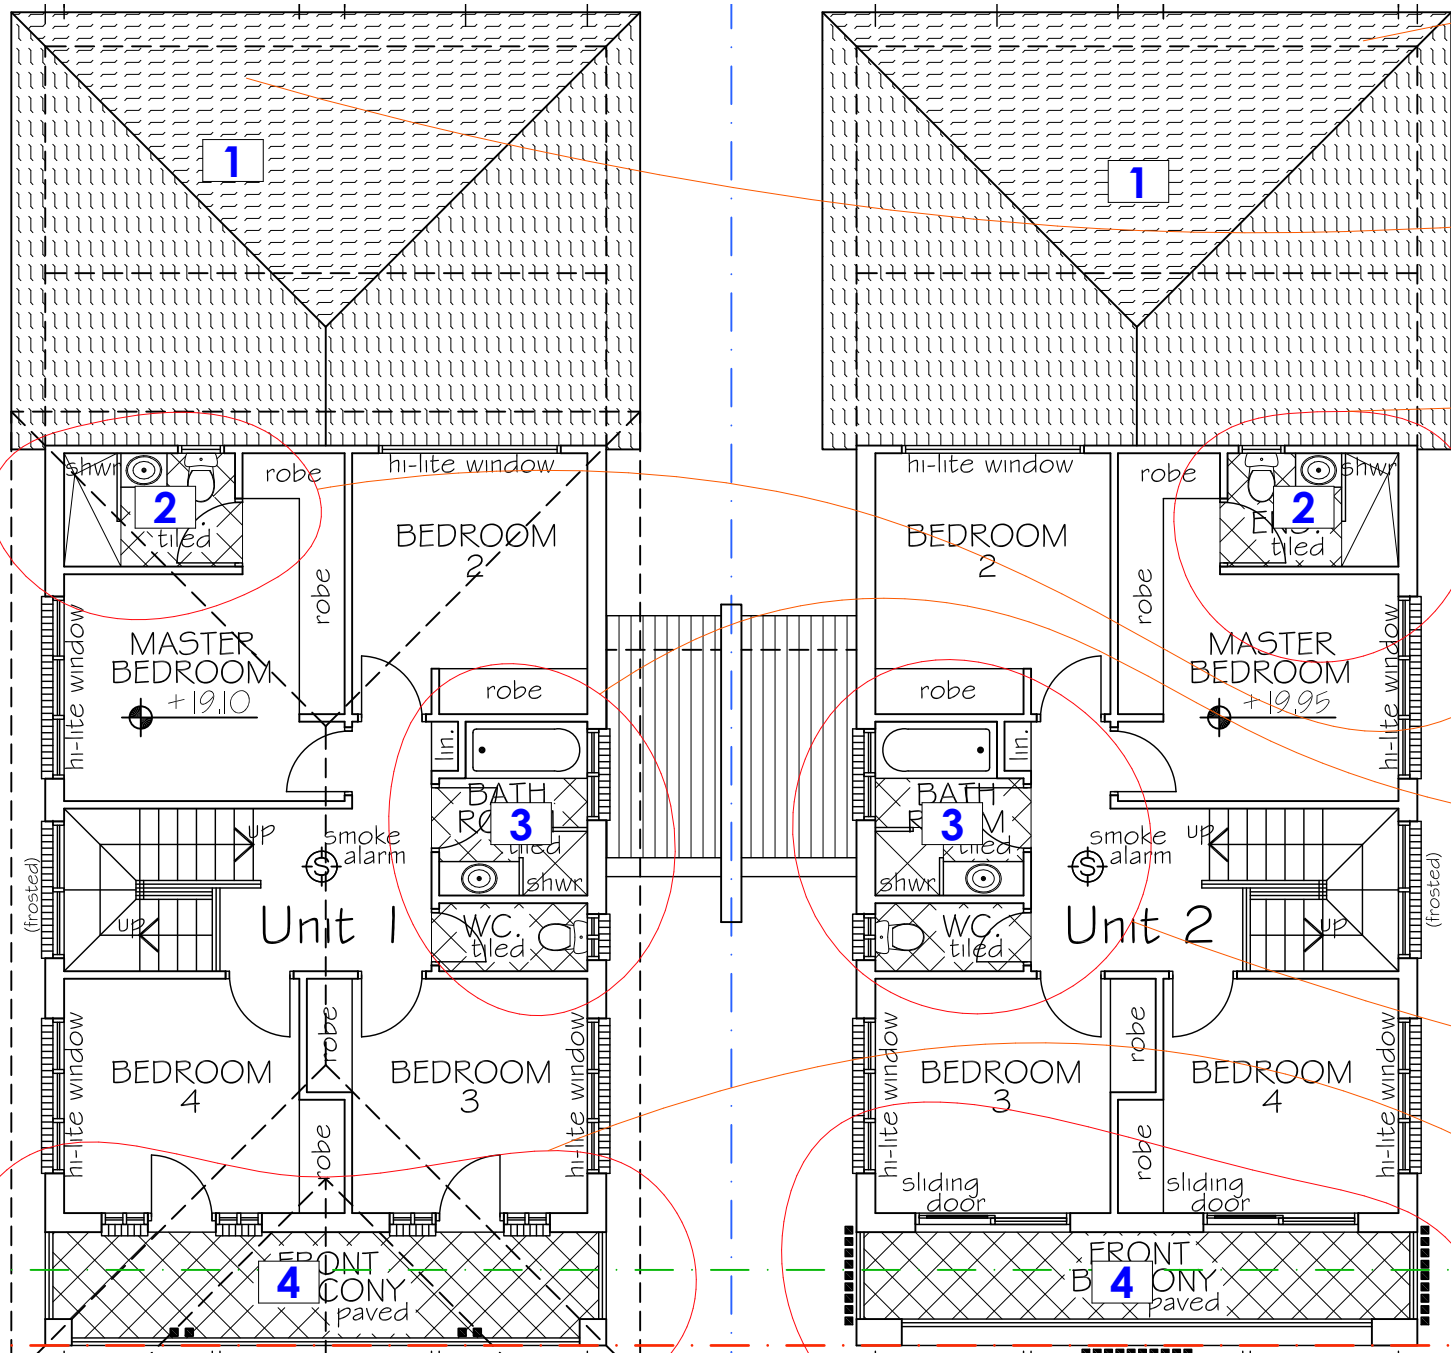 1
1
shwr
2
tiled
robe
robe
hi-lite window
BEDROOM
2
hi-lite window
MASTER
BEDROOM
+19.10
robe
lin.
BATH
3
tiled
shwr
smoke
alarm
S
up
up
(frosted)
Unit 1
WC.
tiled
hi-lite window
BEDROOM
4
robe
robe
BEDROOM
3
hi-lite window
FRONT
4
paved
hi-lite window
BEDROOM
2
robe
robe
shwr
2
tiled
MASTER
BEDROOM
+19.95
hi-lite window
robe
lin.
BATH
3
tiled
shwr
smoke
alarm
S
up
up
(frosted)
Unit 2
WC.
tiled
hi-lite window
BEDROOM
3
robe
robe
BEDROOM
4
hi-lite window
sliding
door
sliding
door
FRONT
4
paved